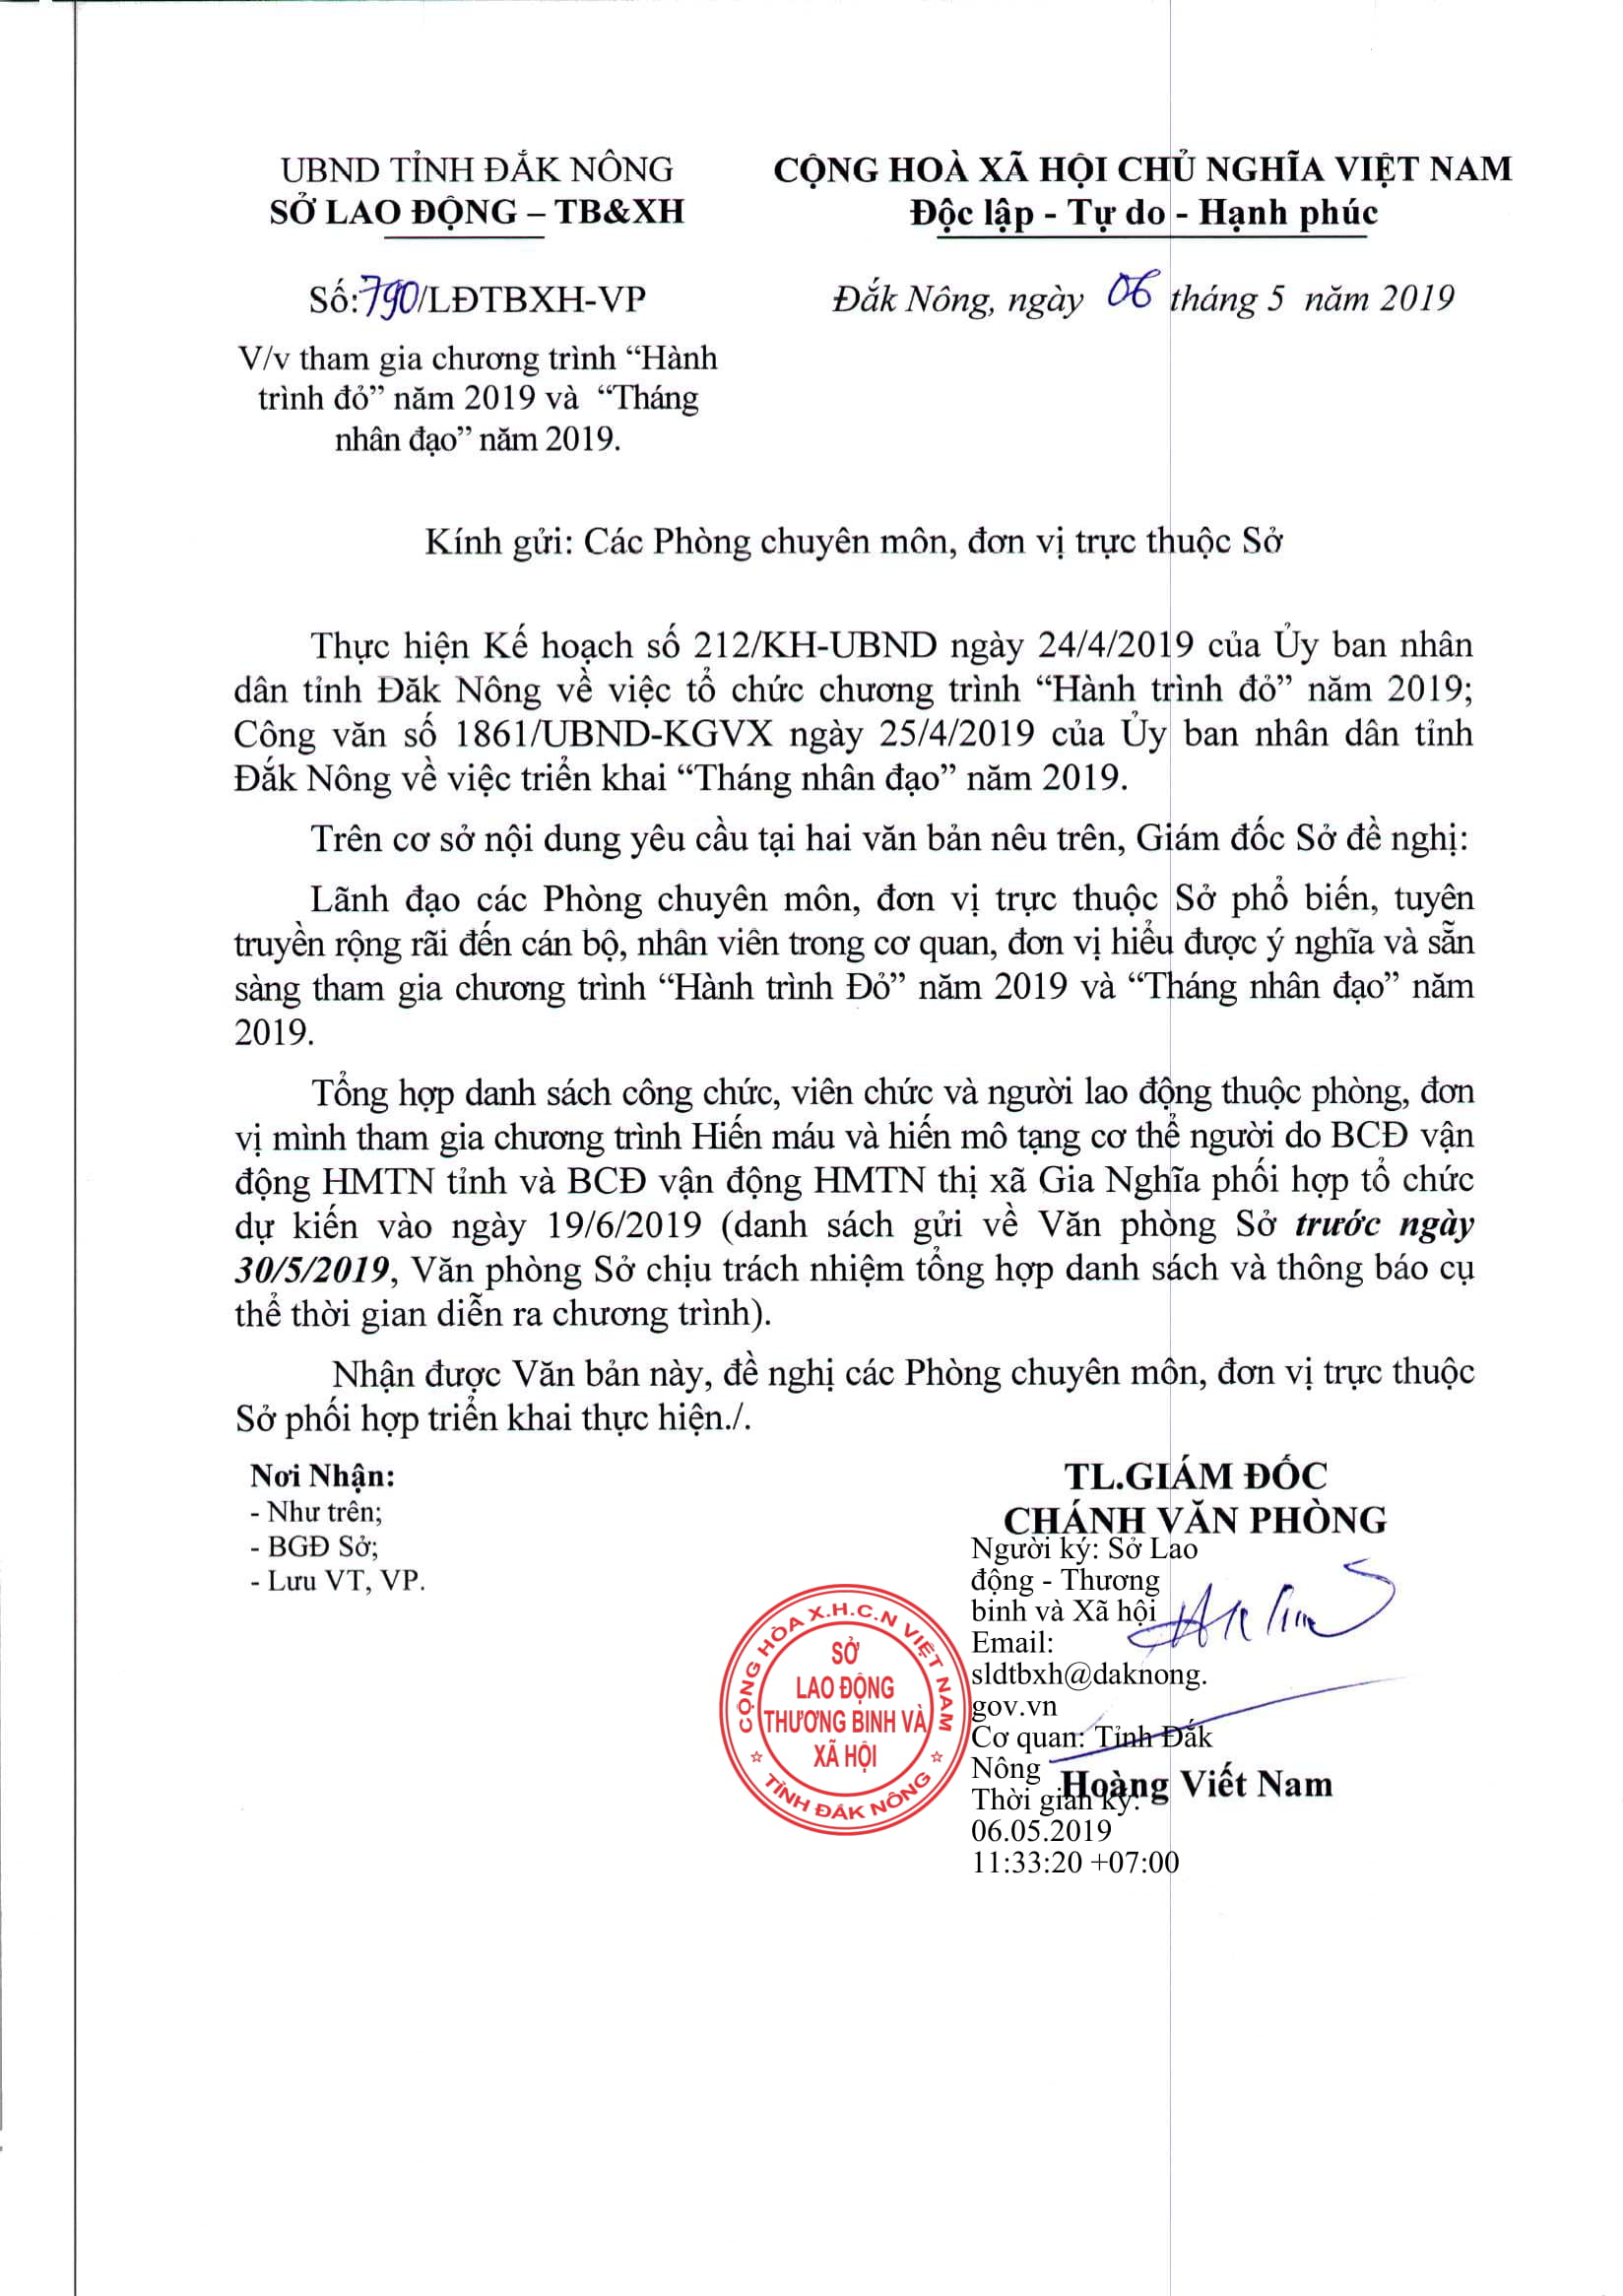 UBND TỈNH ĐẮK NÔNG
SỞ LAO ĐỘNG – TB&XH
CỘNG HOÀ XÃ HỘI CHỦ NGHĨA VIỆT NAM
Độc lập - Tự do - Hạnh phúc
Số:790/LĐTBXH-VP
Đắk Nông, ngày 06 tháng 5 năm 2019
V/v tham gia chương trình “Hành
trình đỏ” năm 2019 và “Tháng
nhân đạo” năm 2019.
Kính gửi: Các Phòng chuyên môn, đơn vị trực thuộc Sở
Thực hiện Kế hoạch số 212/KH-UBND ngày 24/4/2019 của Ủy ban nhân
dân tỉnh Đăk Nông về việc tổ chức chương trình “Hành trình đỏ” năm 2019;
Công văn số 1861/UBND-KGVX ngày 25/4/2019 của Ủy ban nhân dân tỉnh
Đắk Nông về việc triển khai “Tháng nhân đạo” năm 2019.
Trên cơ sở nội dung yêu cầu tại hai văn bản nêu trên, Giám đốc Sở đề nghị:
Lãnh đạo các Phòng chuyên môn, đơn vị trực thuộc Sở phổ biến, tuyên
truyền rộng rãi đến cán bộ, nhân viên trong cơ quan, đơn vị hiểu được ý nghĩa và sẵn
sàng tham gia chương trình “Hành trình Đỏ” năm 2019 và “Tháng nhân đạo” năm
2019.
Tổng hợp danh sách công chức, viên chức và người lao động thuộc phòng, đơn
vị mình tham gia chương trình Hiến máu và hiến mô tạng cơ thể người do BCĐ vận
động HMTN tỉnh và BCĐ vận động HMTN thị xã Gia Nghĩa phối hợp tổ chức
dự kiến vào ngày 19/6/2019 (danh sách gửi về Văn phòng Sở trước ngày
30/5/2019, Văn phòng Sở chịu trách nhiệm tổng hợp danh sách và thông báo cụ
thể thời gian diễn ra chương trình).
Nhận được Văn bản này, đề nghị các Phòng chuyên môn, đơn vị trực thuộc
Sở phối hợp triển khai thực hiện./.
Nơi Nhận:
- Như trên;
- BGĐ Sở;
- Lưu VT, VP.
TL.GIÁM ĐỐC
CHÁNH VĂN PHÒNG
Người ký: Sở Lao
động - Thương
binh và Xã hội
Email:
sldtbxh@daknong.
gov.vn
Cơ quan: Tỉnh Đắk
Nông
Thời gian ký:
06.05.2019
11:33:20 +07:00
Hoàng Viết Nam
CỘNG HÒA X.H.C.N VIỆT NAM
SỞ
LAO ĐỘNG
THƯƠNG BINH VÀ
XÃ HỘI
TỈNH ĐẮK NÔNG